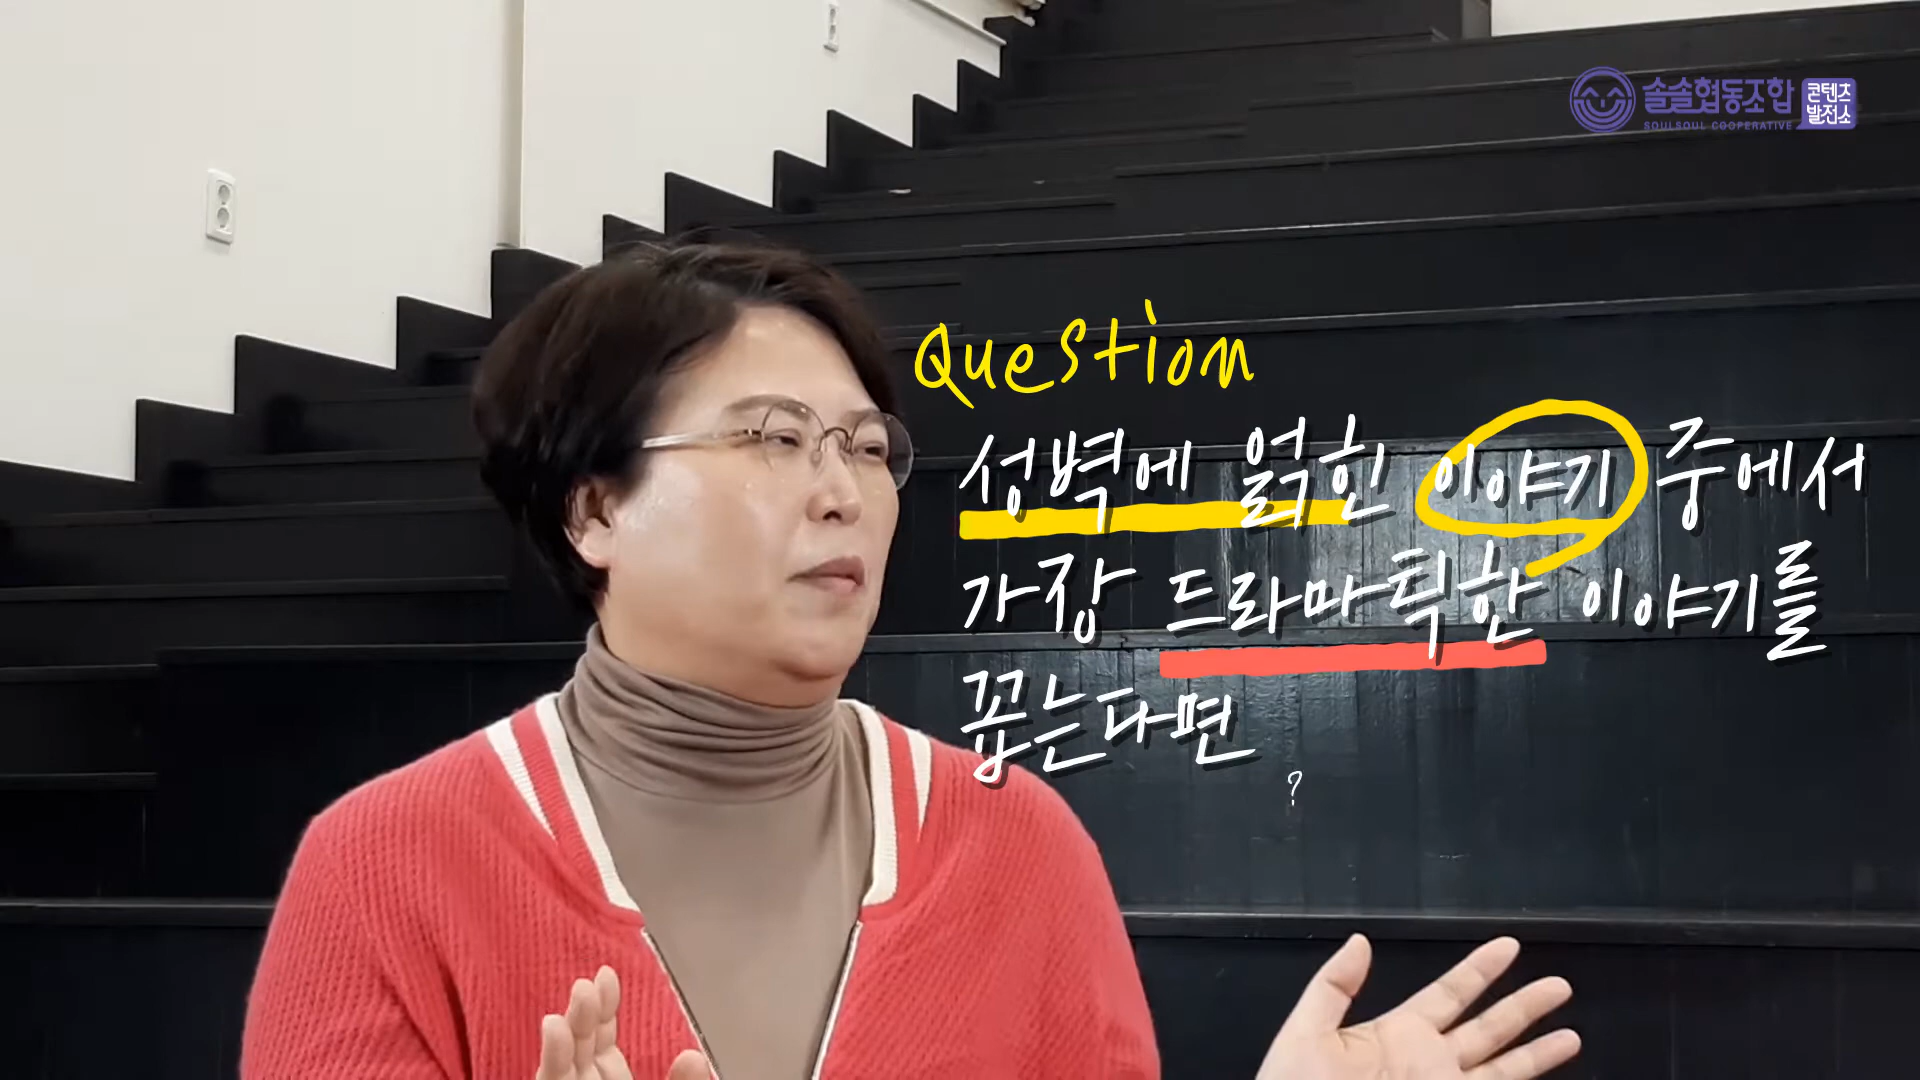 솔솔협동조합
SOULSOUL COOPERATIVE
콘텐츠
발전소
Question
성벽에 얽힌 이야기 중에서
가장 드라마틱한 이야기를
꼽는다면
?